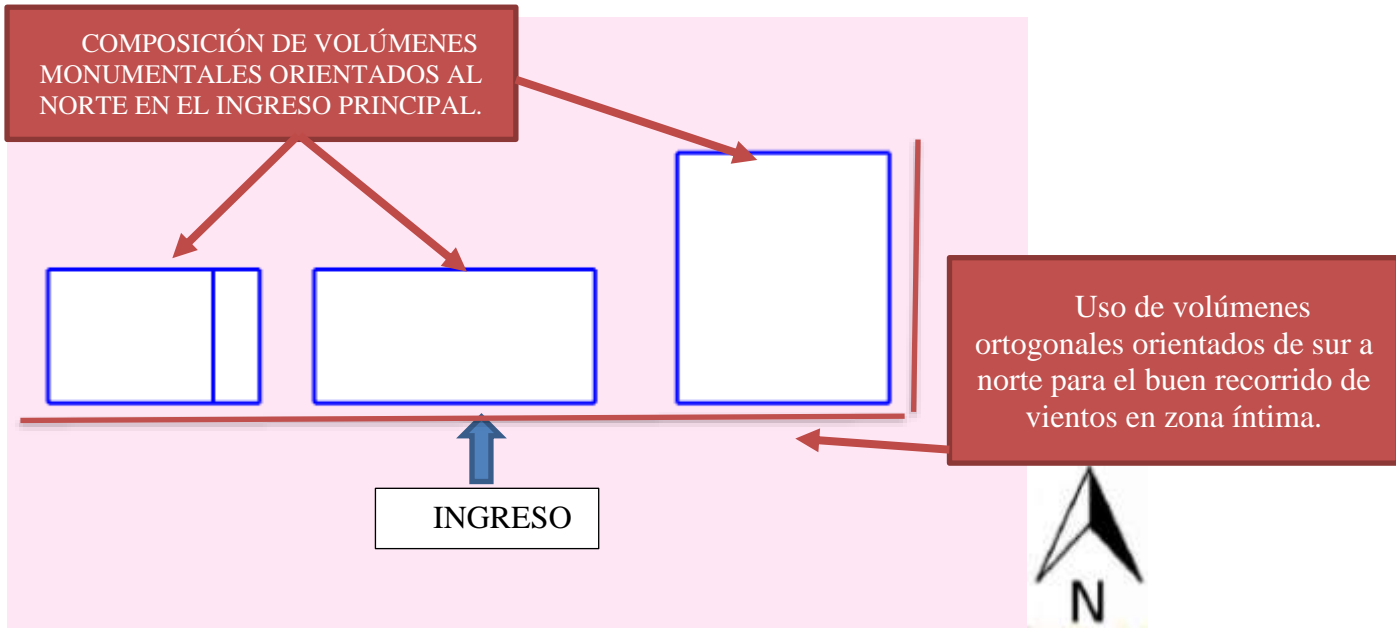 COMPOSICIÓN DE VOLÚMENES
MONUMENTALES ORIENTADOS AL
NORTE EN EL INGRESO PRINCIPAL.
Uso de volúmenes
ortogonales orientados de sur a
norte para el buen recorrido de
vientos en zona íntima.
INGRESO
N